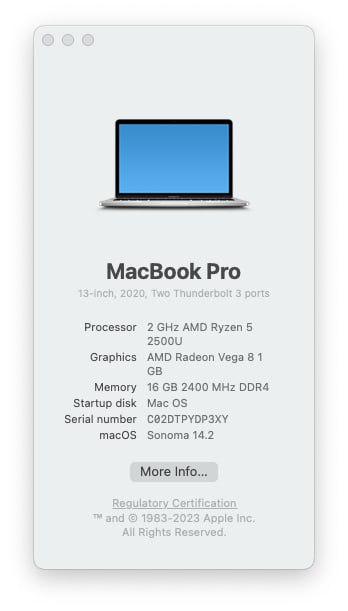 MacBook Pro
13-inch, 2020, Two Thunderbolt 3 ports
Processor 2 GHz AMD Ryzen 5
2500U
Graphics AMD Radeon Vega 8 1
GB
Memory 16 GB 2400 MHz DDR4
Startup disk Mac OS
Serial number C02DTPYDP3XY
macOS Sonoma 14.2
More Info...
Regulatory Certification
™ and © 1983-2023 Apple Inc.
All Rights Reserved.